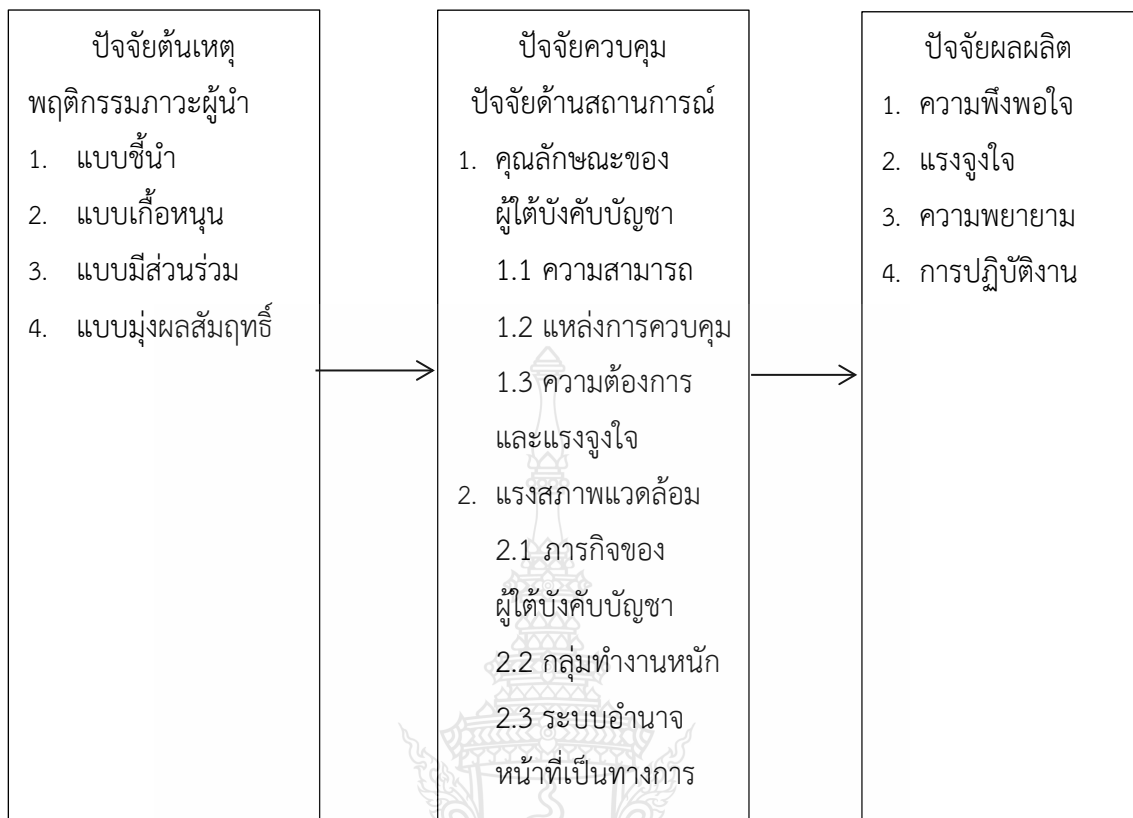 ปัจจัยต้นเหตุ
พฤติกรรมภาวะผู้นำ
1. แบบชี้นำ
2. แบบเกื้อหนุน
3. แบบมีส่วนร่วม
4. แบบมุ่งผลสัมฤทธิ์
ปัจจัยควบคุม
ปัจจัยด้านสถานการณ์
1. คุณลักษณะของ
ผู้ใต้บังคับบัญชา
1.1 ความสามารถ
1.2 แหล่งการควบคุม
1.3 ความต้องการ
และแรงจูงใจ
2. แรงสภาพแวดล้อม
2.1 ภารกิจของ
ผู้ใต้บังคับบัญชา
2.2 กลุ่มทำงานหนัก
2.3 ระบบอำนาจ
หน้าที่เป็นทางการ
ปัจจัยผลผลิต
1. ความพึงพอใจ
2. แรงจูงใจ
3. ความพยายาม
4. การปฏิบัติงาน